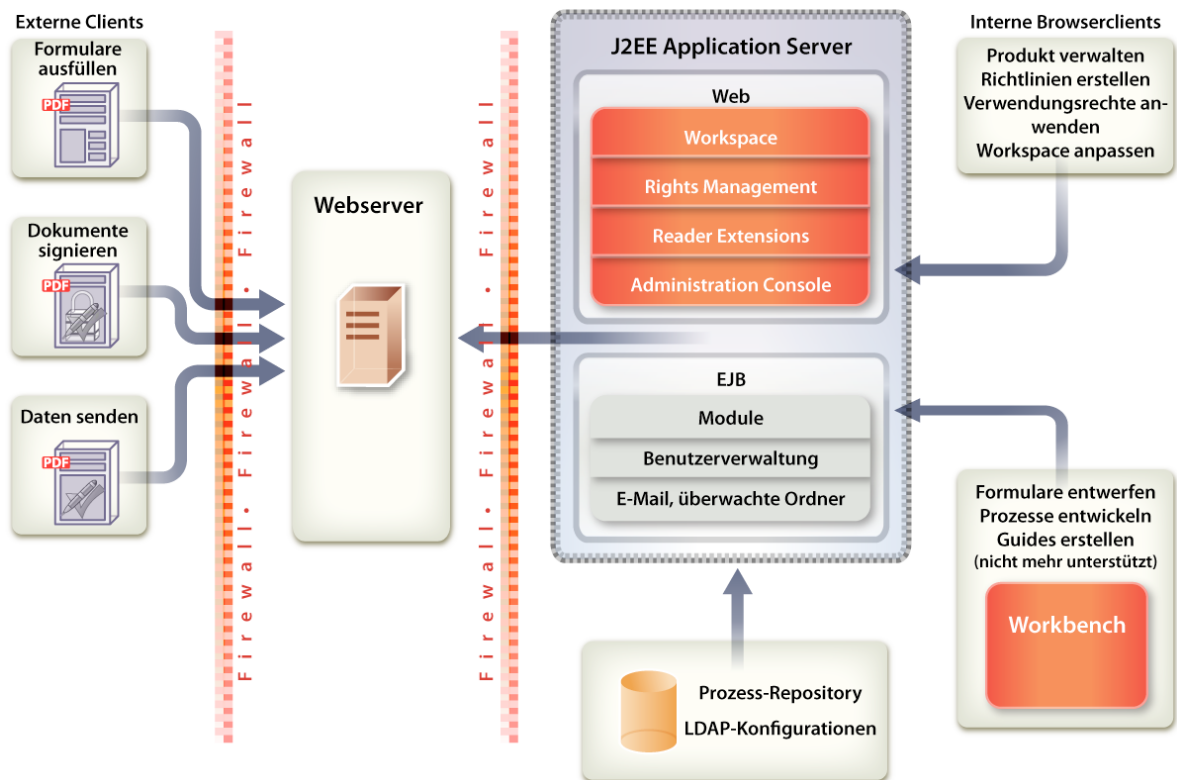 Externe Clients
Formulare
ausfüllen
PDF
Dokumente
signieren
PDF
Daten senden
PDF
Firewall. Firewall. Firewall
Webserver
Firewall. Firewall. Firewall
J2EE Application Server
Web
Workspace
Rights Management
Reader Extensions
Administration Console
EJB
Module
Benutzerverwaltung
E-Mail, überwachte Ordner
Prozess-Repository
LDAP-Konfigurationen
Interne Browserclients
Produkt verwalten
Richtlinien erstellen
Verwendungsrechte an-
wenden
Workspace anpassen
Formulare entwerfen
Prozesse entwickeln
Guides erstellen
(nicht mehr unterstützt)
Workbench